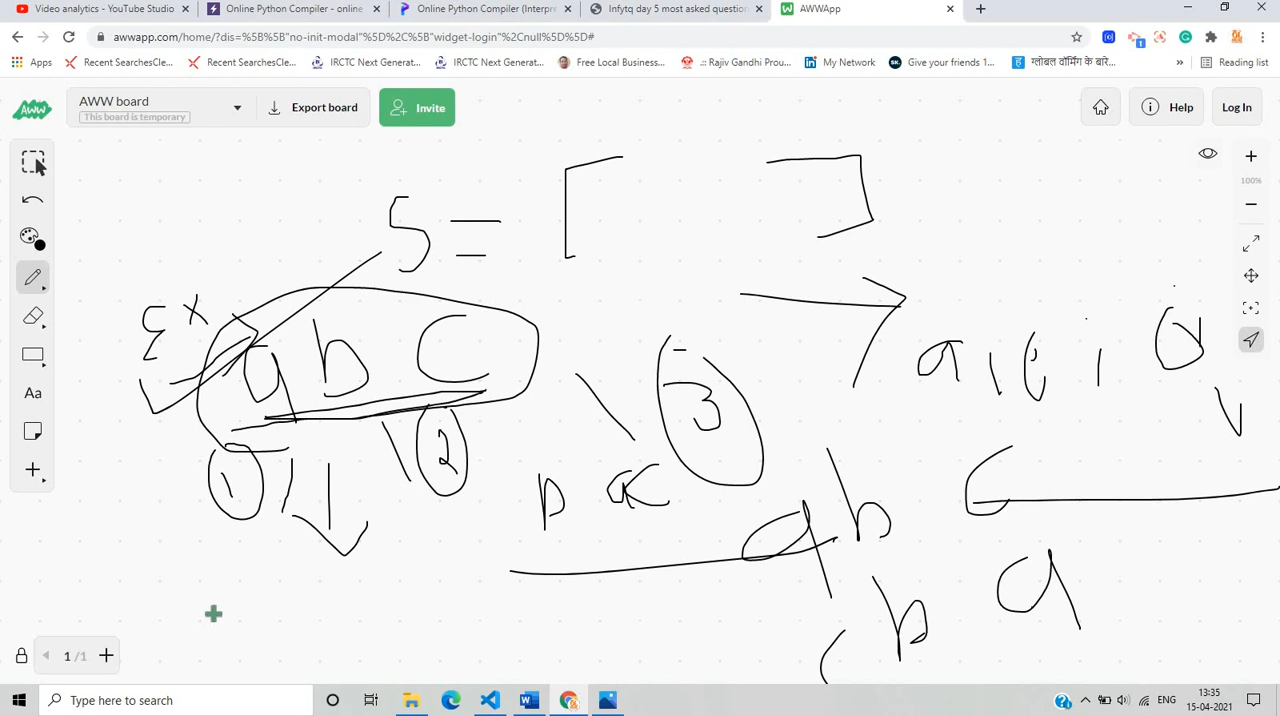 Video analytics - YouTube Studio
Online Python Compiler - online
Online Python Compiler (Interpre
Infytq day 5 most asked question
AWWApp
awwapp.com/home/?dis=%5B%5B"no-init-modal"%5D%2C%5B"widget-login"%2Cnull%5D%5D#
Apps
Recent SearchesCle...
Recent SearchesCle...
IRCTC Next Generat...
IRCTC Next Generat...
Free Local Business...
.:: Rajiv Gandhi Prou...
My Network
Give your friends 1...
ग्लोबल वॉर्मिंग के बारे...
Reading list
AWW
AWW board
This board is temporary
Export board
Invite
Help
Log In
100%
S = [ ]
Ex
a b c
a
3
1
2
a b
b a
Aa
1 / 1
Type here to search
ENG
13:35
15-04-2021